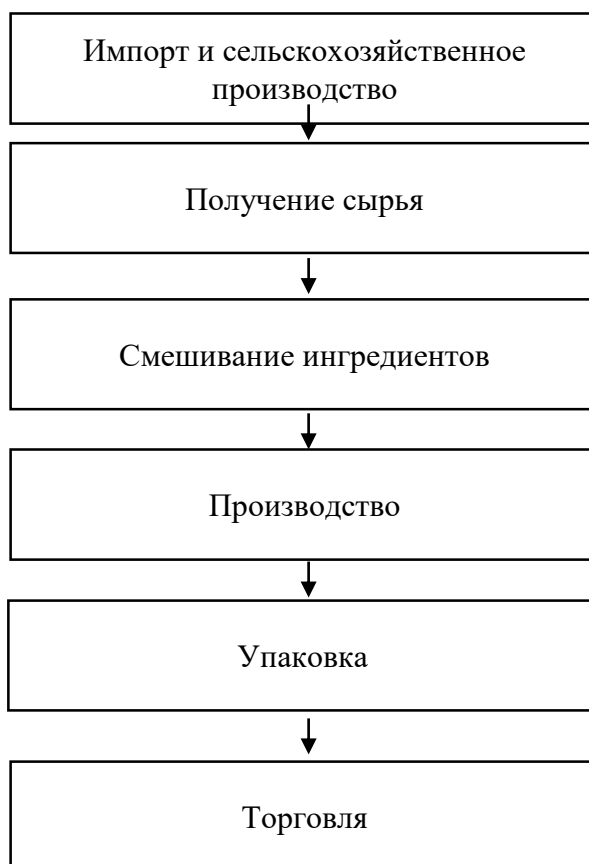 Импорт и сельскохозяйственное
производство
Получение сырья
Смешивание ингредиентов
Производство
Упаковка
Торговля